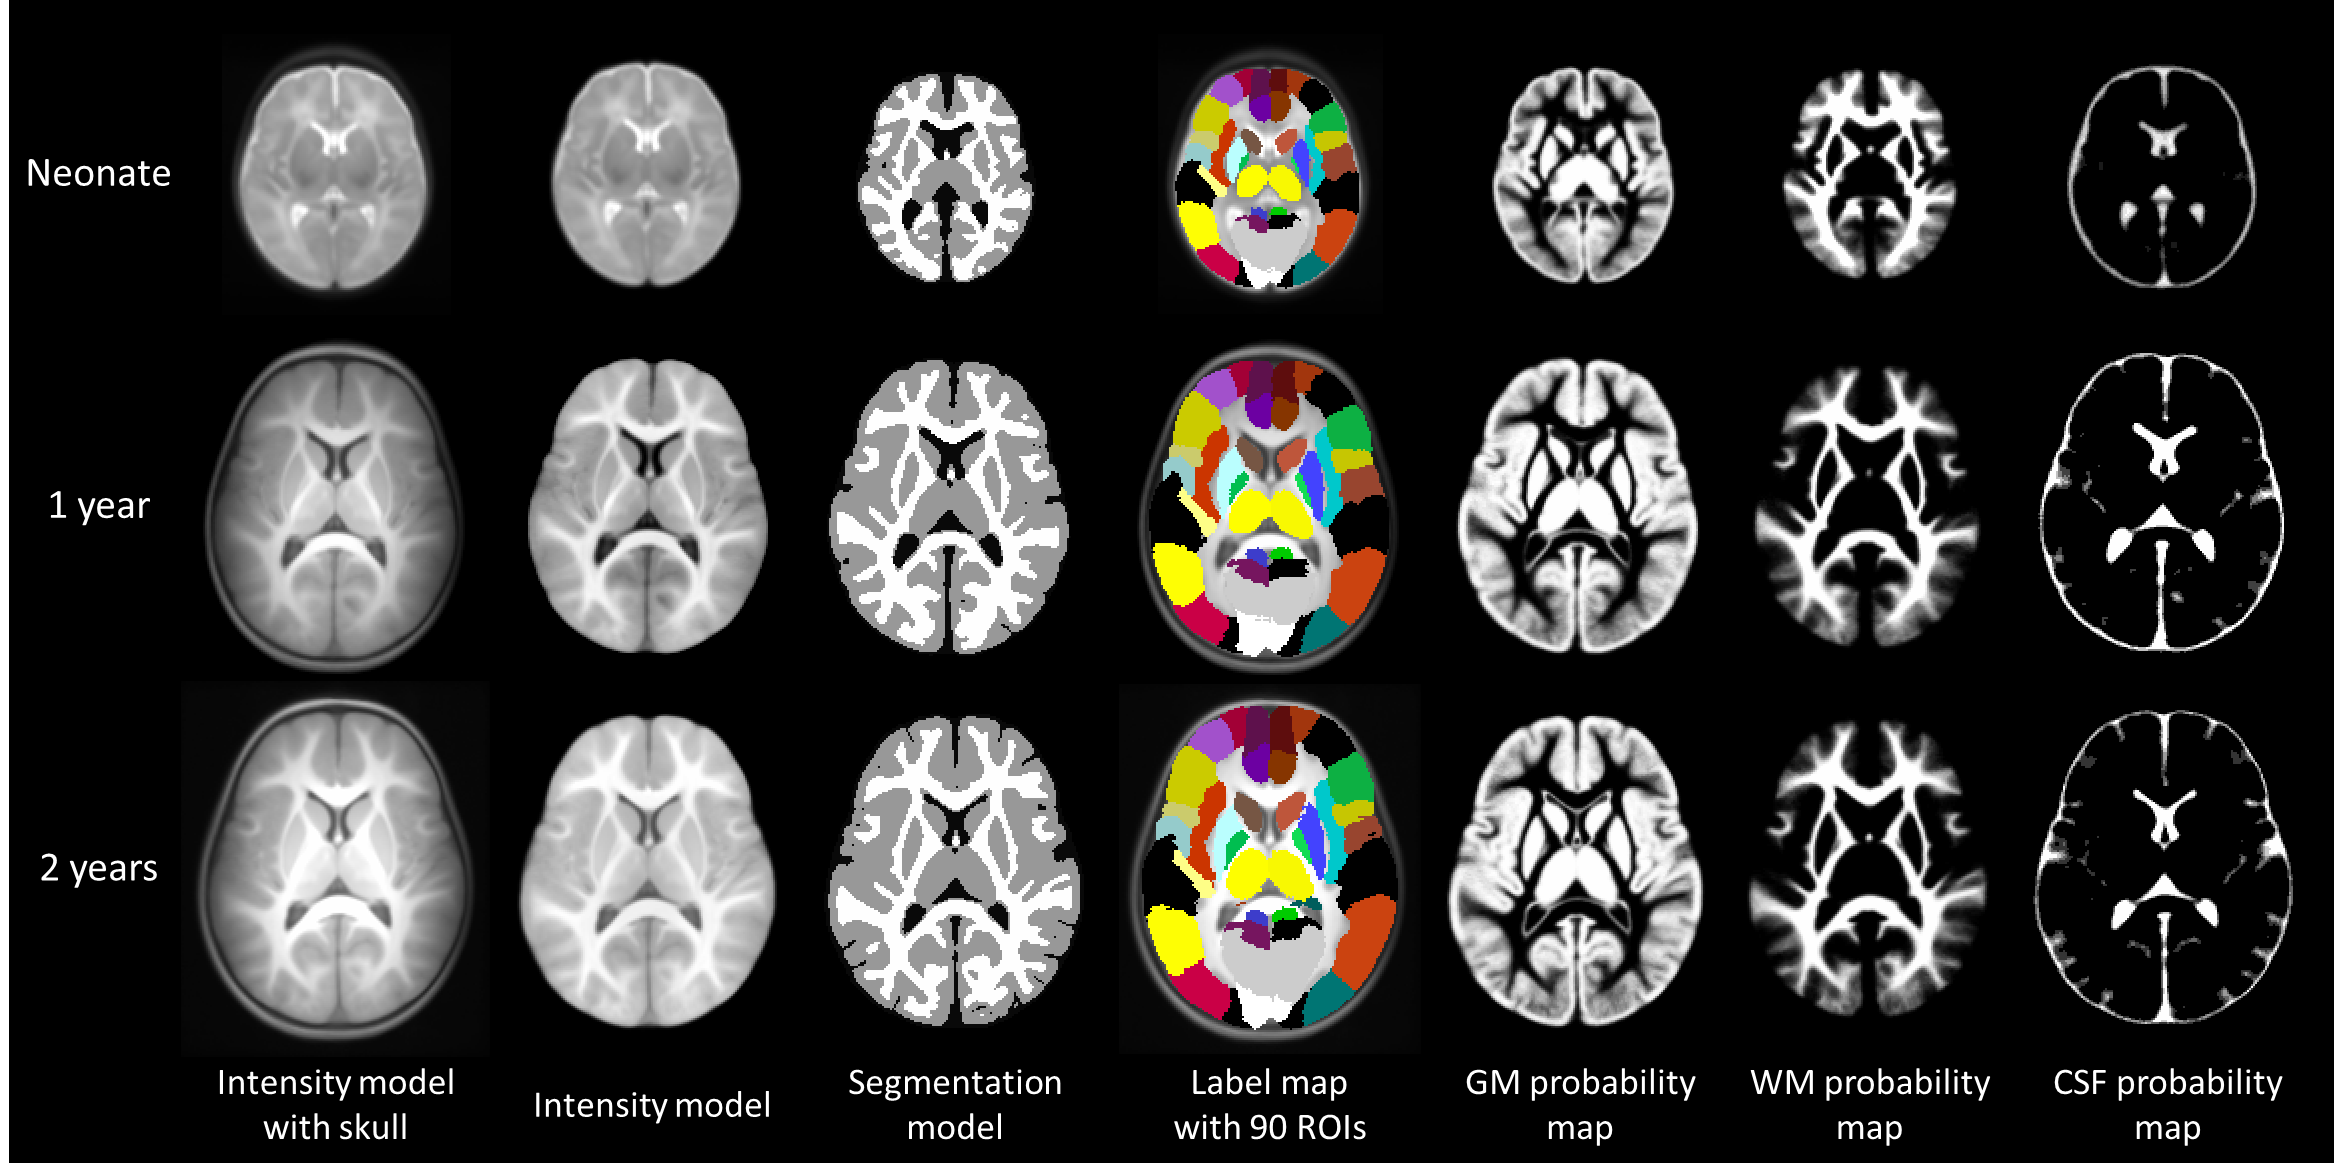 Neonate
1 year
2 years
Intensity model
with skull
Intensity model
Segmentation
model
Label map
with 90 ROIs
GM probability
map
WM probability
map
CSF probability
map